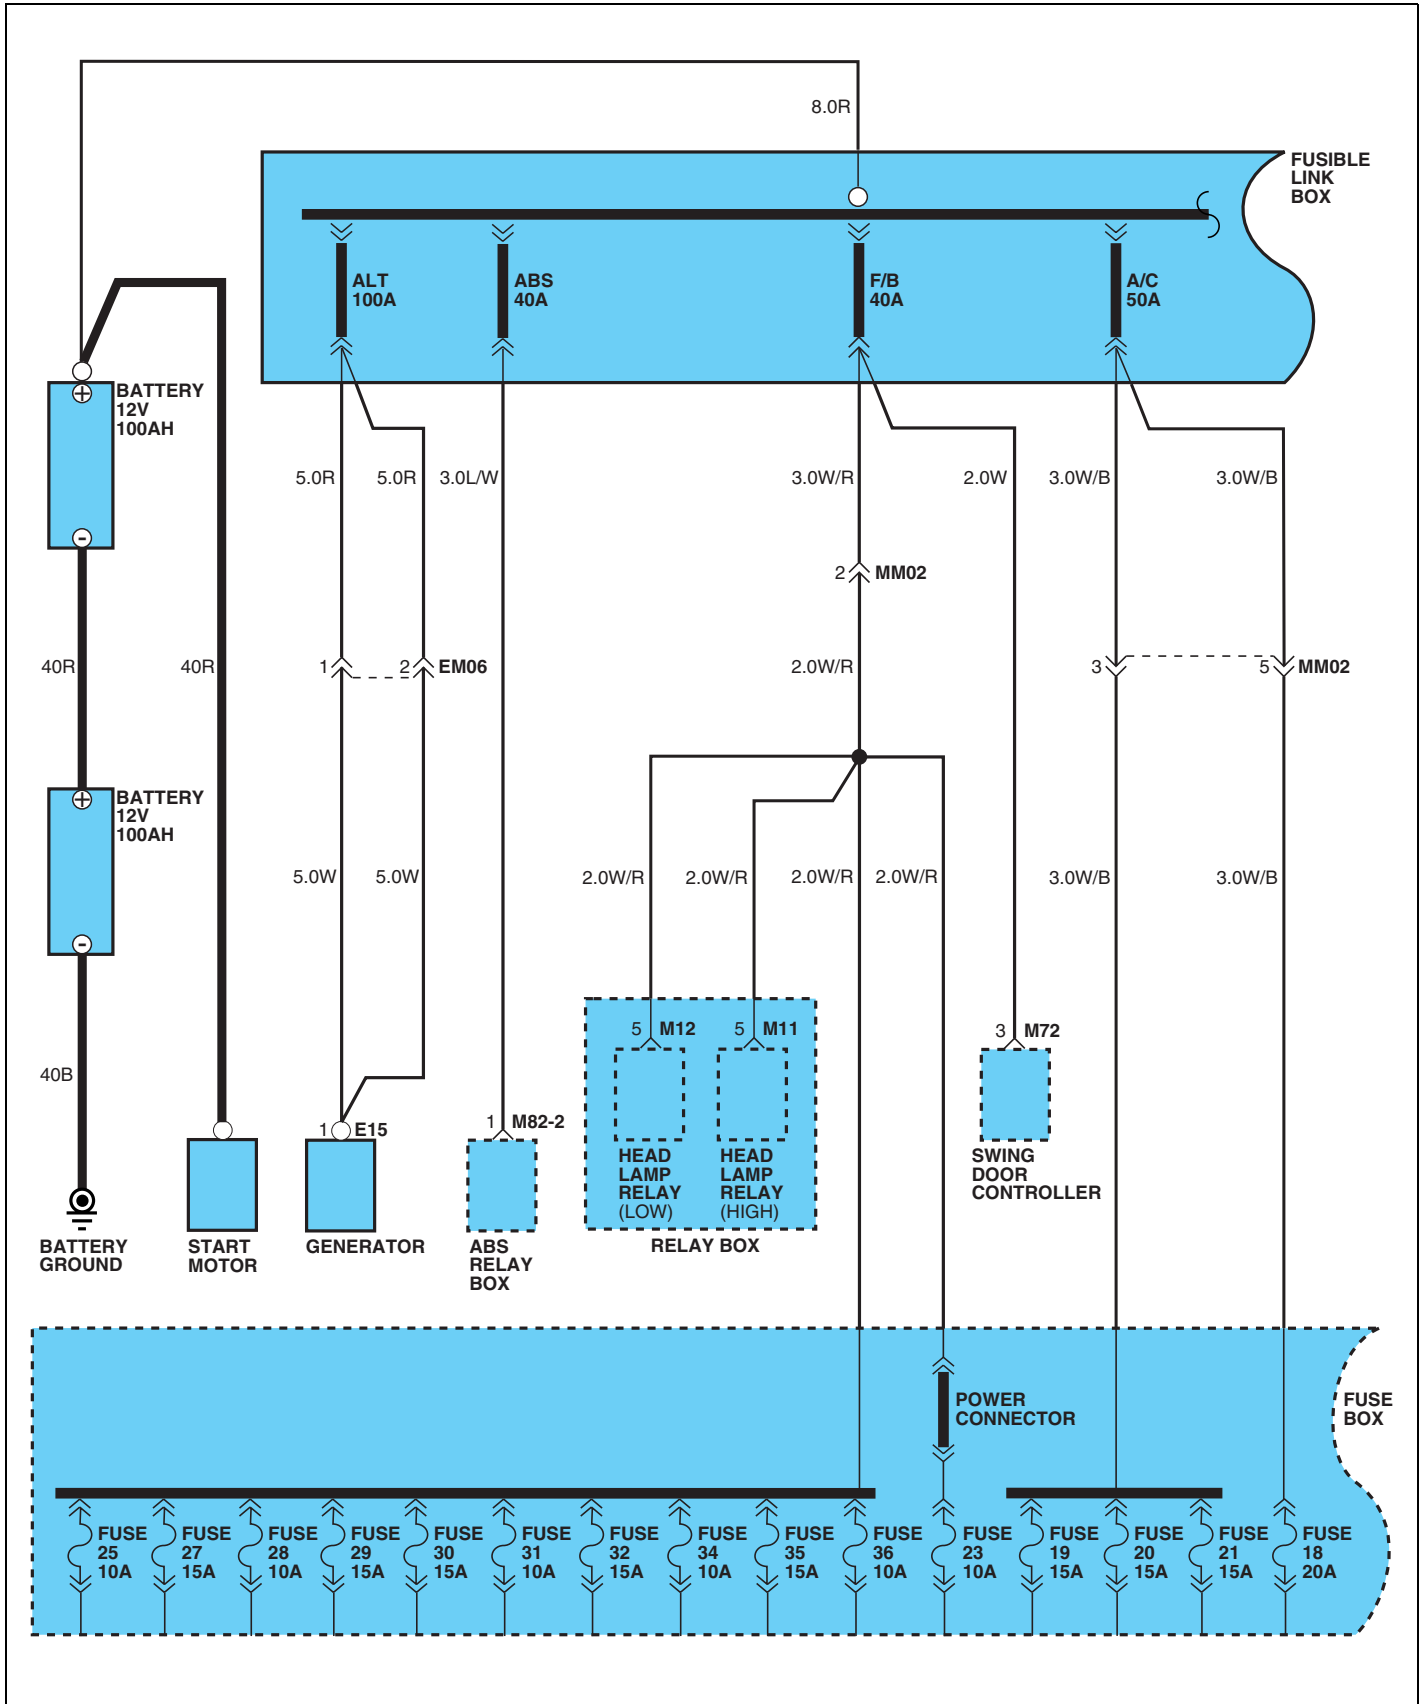 8.0R
FUSIBLE
LINK
BOX
ALT
100A
ABS
40A
F/B
40A
A/C
50A
+
BATTERY
12V
100AH
-
5.0R
5.0R
3.0L/W
3.0W/R
2.0W
3.0W/B
3.0W/B
2 MM02
40R
40R
1
2 EM06
2.0W/R
3
5 MM02
+
BATTERY
12V
100AH
-
5.0W
5.0W
2.0W/R
2.0W/R
2.0W/R
2.0W/R
3.0W/B
3.0W/B
5 M12
5 M11
3 M72
40B
1 E15
1 M82-2
HEAD
LAMP
RELAY
(LOW)
HEAD
LAMP
RELAY
(HIGH)
SWING
DOOR
CONTROLLER
BATTERY
GROUND
START
MOTOR
GENERATOR
ABS
RELAY
BOX
RELAY BOX
POWER
CONNECTOR
FUSE
BOX
FUSE
25
10A
FUSE
27
15A
FUSE
28
10A
FUSE
29
15A
FUSE
30
15A
FUSE
31
10A
FUSE
32
15A
FUSE
34
10A
FUSE
35
15A
FUSE
36
10A
FUSE
23
10A
FUSE
19
15A
FUSE
20
15A
FUSE
21
15A
FUSE
18
20A